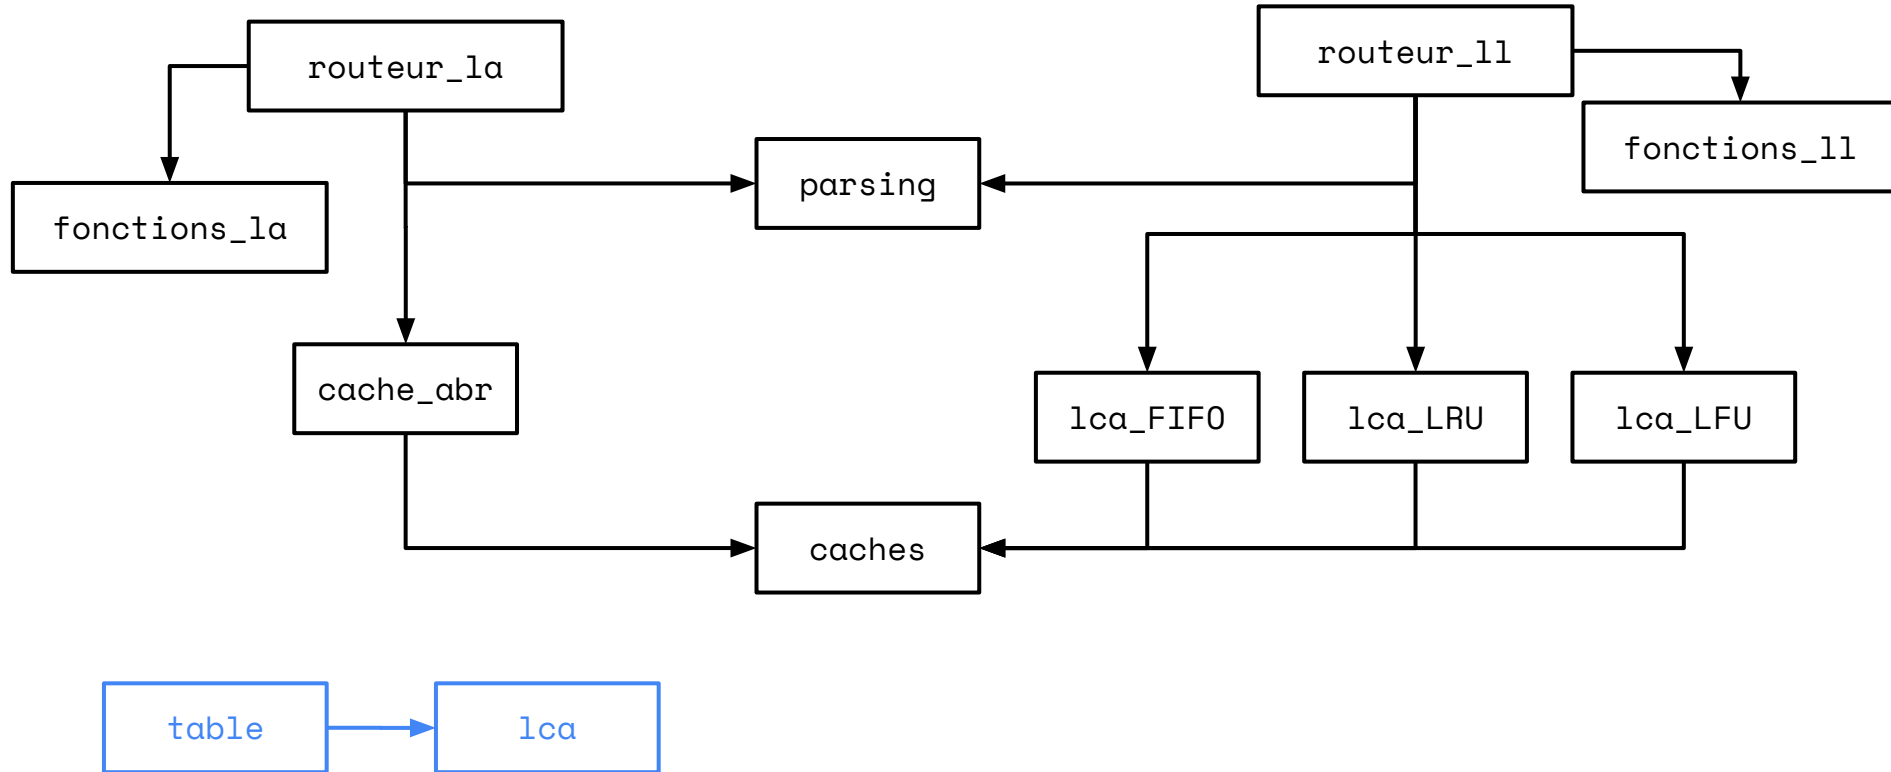 routeur_la
routeur_ll
fonctions_ll
parsing
fonctions_la
cache_abr
lca_FIFO
lca_LRU
lca_LFU
caches
table
lca